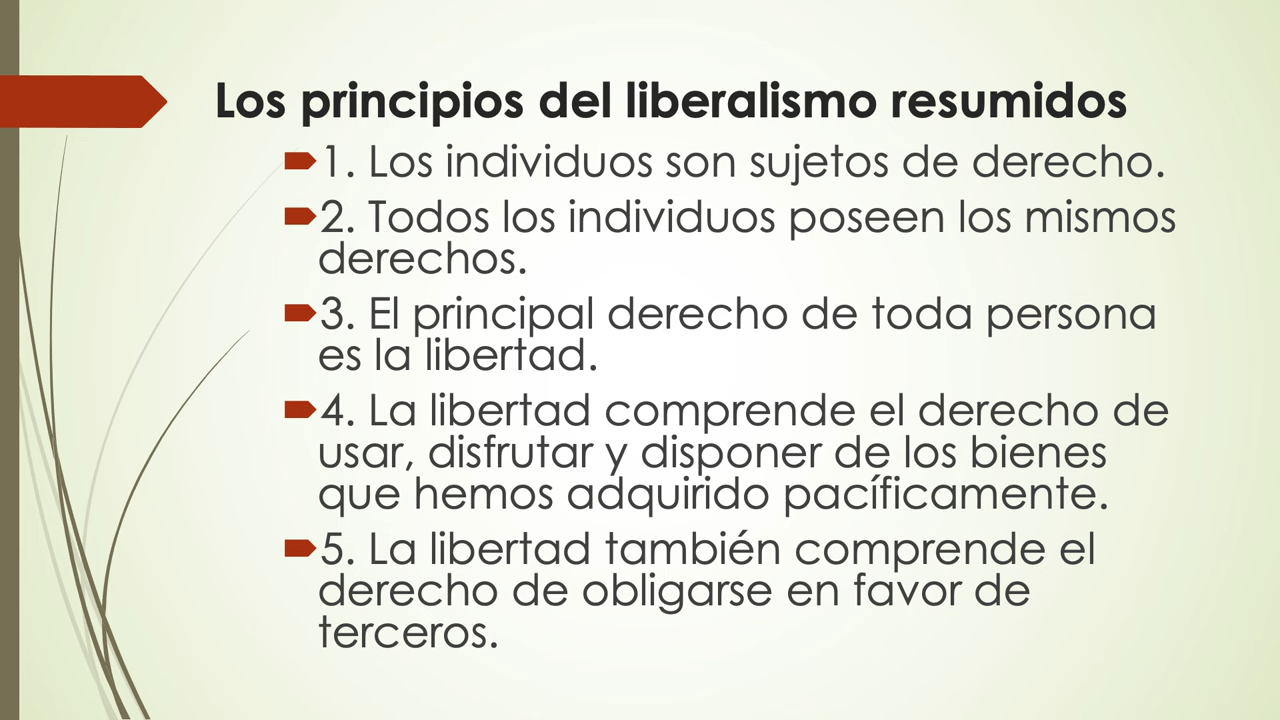 Los principios del liberalismo resumidos
1. Los individuos son sujetos de derecho.
2. Todos los individuos poseen los mismos
derechos.
3. El principal derecho de toda persona
es la libertad.
4. La libertad comprende el derecho de
usar, disfrutar y disponer de los bienes
que hemos adquirido pacíficamente.
5. La libertad también comprende el
derecho de obligarse en favor de
terceros.